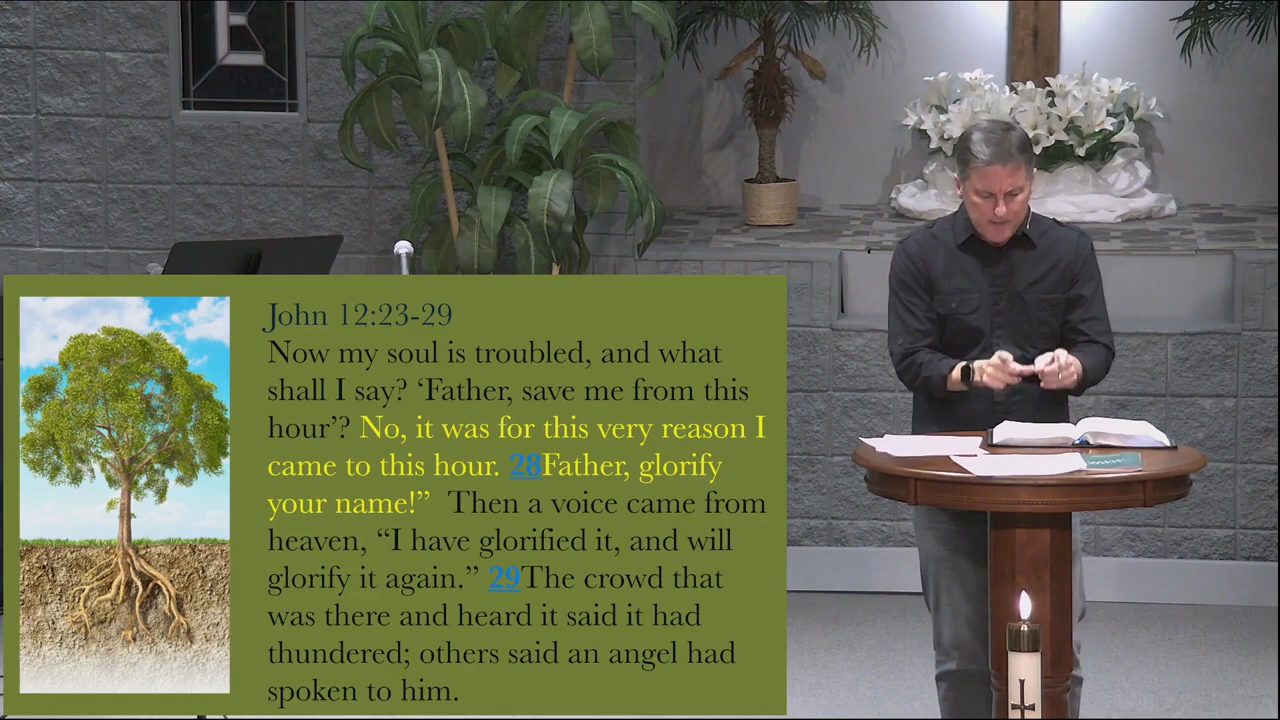 John 12:23-29
Now my soul is troubled, and what
shall I say? ‘Father, save me from this
hour’? No, it was for this very reason I
came to this hour. 28Father, glorify
your name!” Then a voice came from
heaven, “I have glorified it, and will
glorify it again.” 29The crowd that
was there and heard it said it had
thundered; others said an angel had
spoken to him.